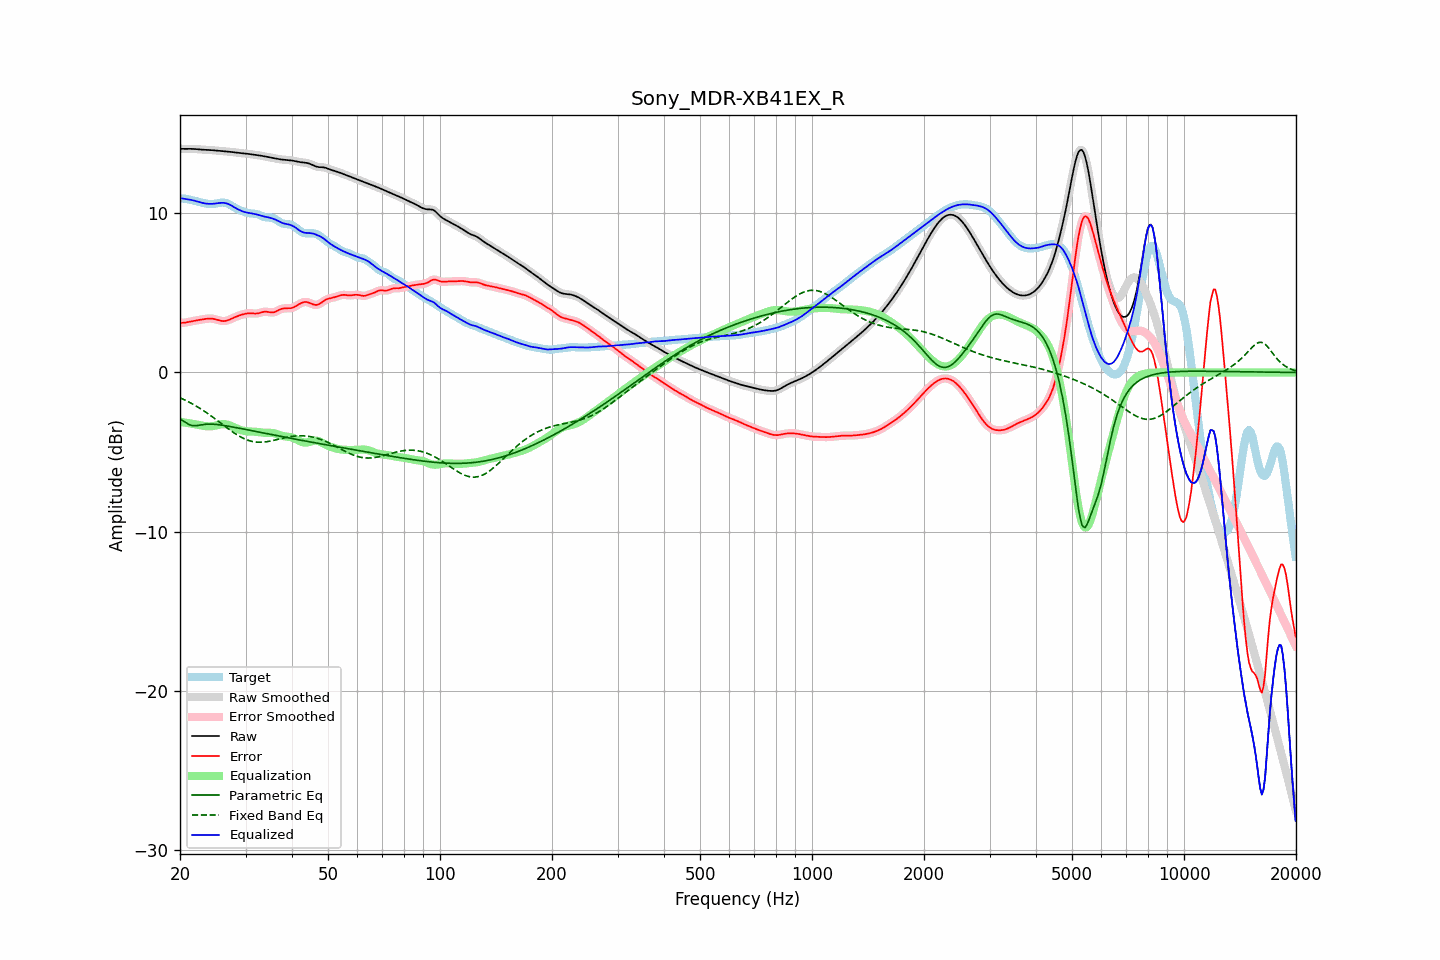 Sony_MDR-XB41EX_R
Amplitude (dBr)
10
0
−10
−20
−30
Target
Raw Smoothed
Error Smoothed
Raw
Error
Equalization
Parametric Eq
Fixed Band Eq
Equalized
20 50 100 200 500 1000 2000 5000 10000 20000
Frequency (Hz)